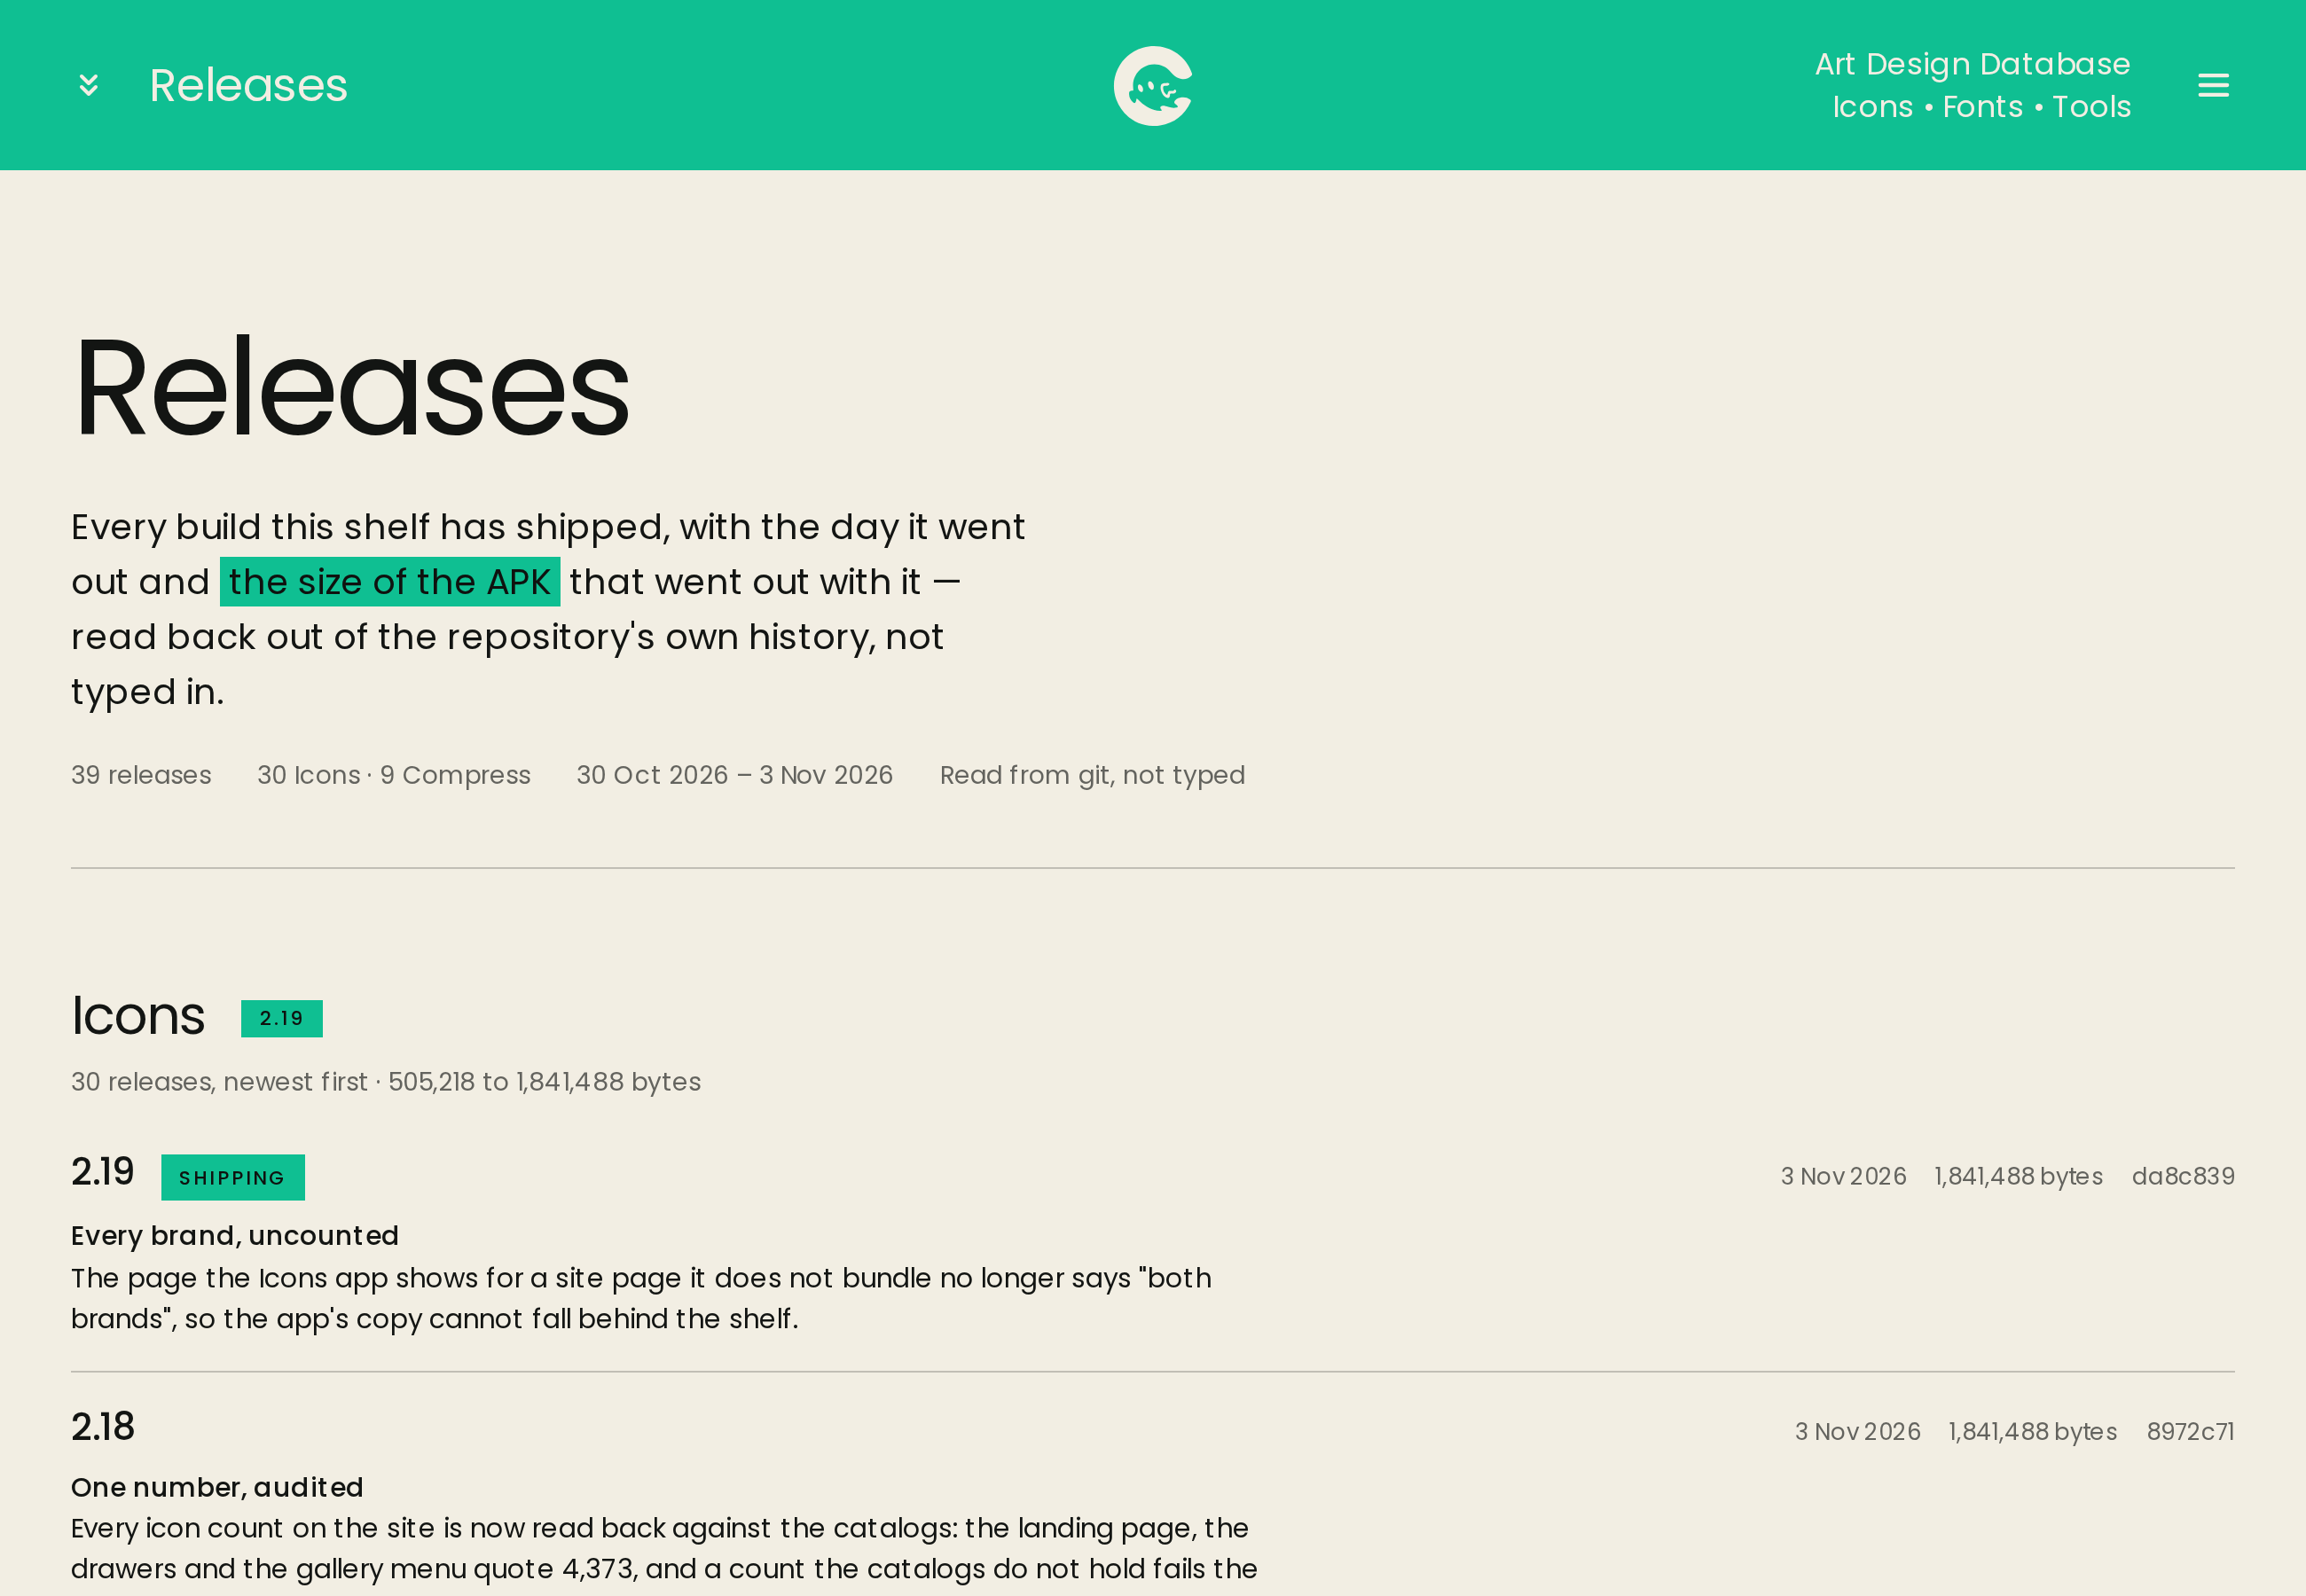 Releases
Art Design Database
Icons • Fonts • Tools
Releases
Every build this shelf has shipped, with the day it went
out and the size of the APK that went out with it —
read back out of the repository's own history, not
typed in.
39 releases 30 Icons · 9 Compress 30 Oct 2026 – 3 Nov 2026 Read from git, not typed
Icons 2.19
30 releases, newest first · 505,218 to 1,841,488 bytes
2.19 SHIPPING 3 Nov 2026 1,841,488 bytes da8c839
Every brand, uncounted
The page the Icons app shows for a site page it does not bundle no longer says "both
brands", so the app's copy cannot fall behind the shelf.
2.18 3 Nov 2026 1,841,488 bytes 8972c71
One number, audited
Every icon count on the site is now read back against the catalogs: the landing page, the
drawers and the gallery menu quote 4,373, and a count the catalogs do not hold fails the